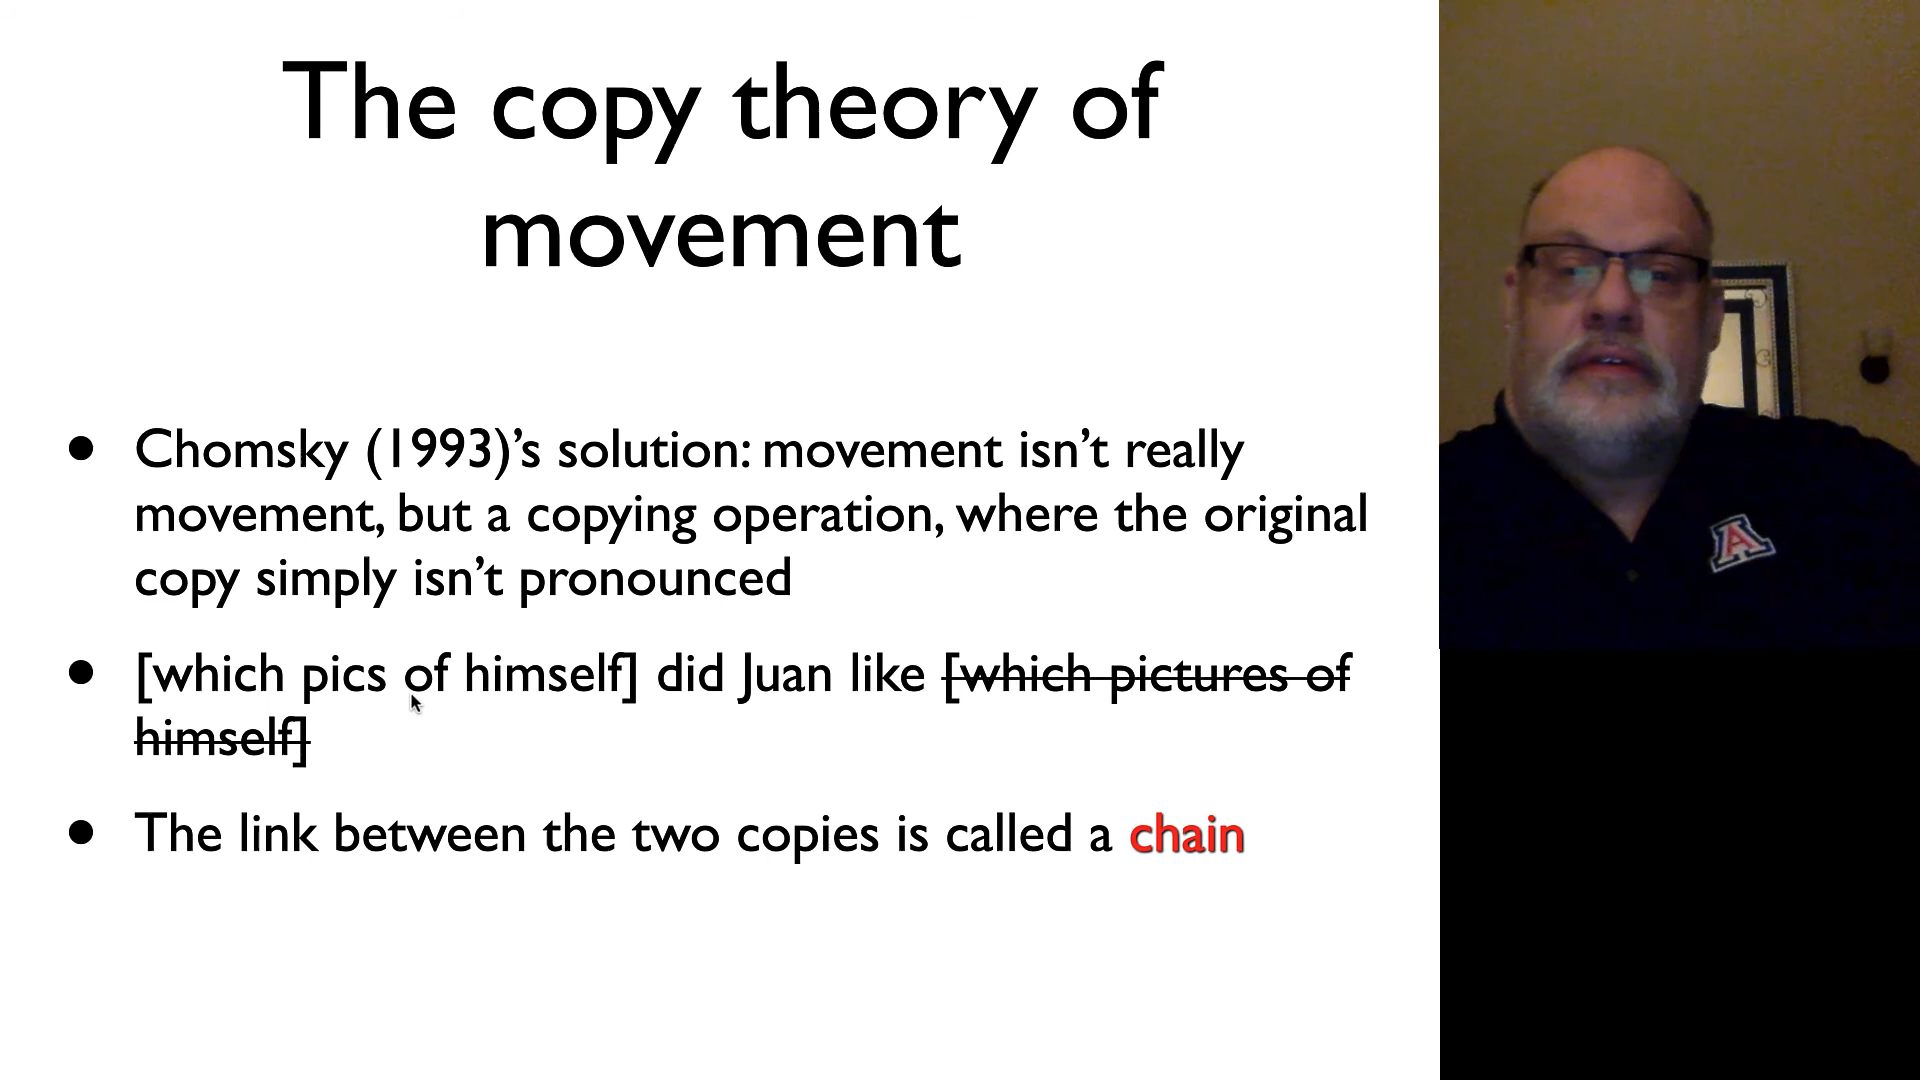 The copy theory of
movement
• Chomsky (1993)’s solution: movement isn’t really
movement, but a copying operation, where the original
copy simply isn’t pronounced
• [which pics of himself] did Juan like [which pictures of
himself]
• The link between the two copies is called a chain
A